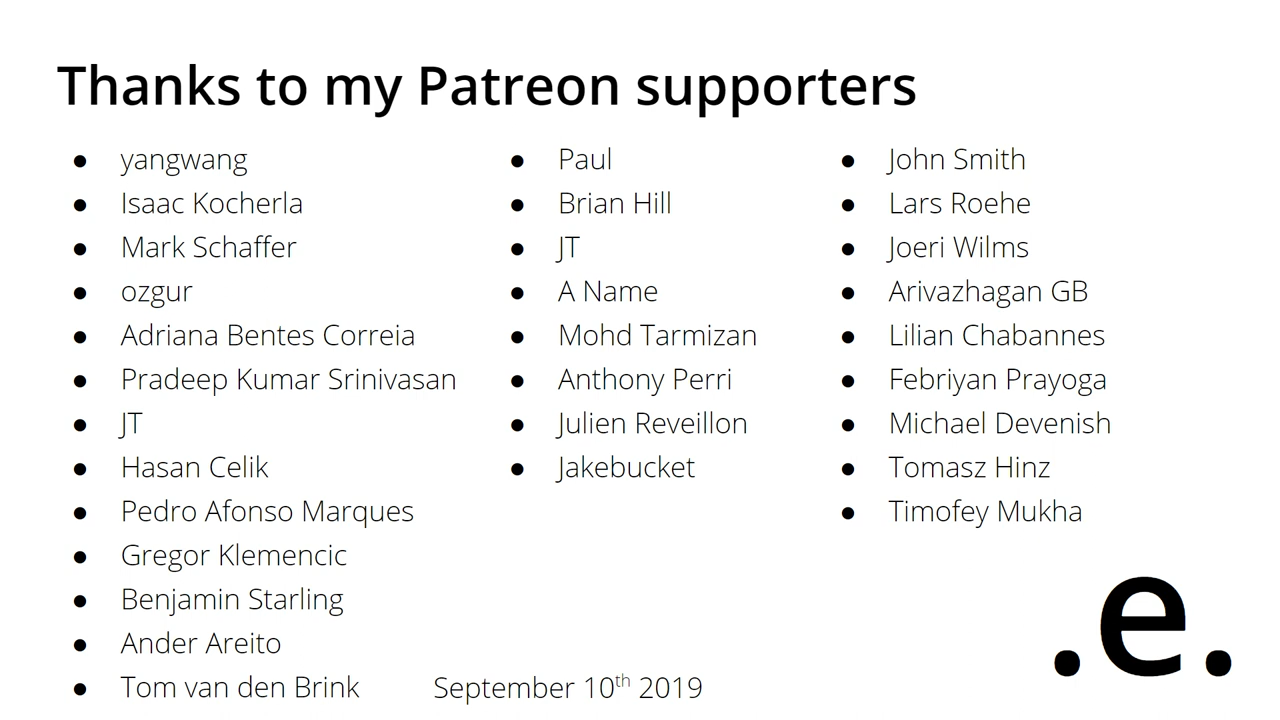 Thanks to my Patreon supporters
● yangwang
● Isaac Kocherla
● Mark Schaffer
● ozgur
● Adriana Bentes Correia
● Pradeep Kumar Srinivasan
● JT
● Hasan Celik
● Pedro Afonso Marques
● Gregor Klemencic
● Benjamin Starling
● Ander Areito
● Tom van den Brink
● Paul
● Brian Hill
● JT
● A Name
● Mohd Tarmizan
● Anthony Perri
● Julien Reveillon
● Jakebucket
● John Smith
● Lars Roehe
● Joeri Wilms
● Arivazhagan GB
● Lilian Chabannes
● Febriyan Prayoga
● Michael Devenish
● Tomasz Hinz
● Timofey Mukha
September 10th 2019
.e.